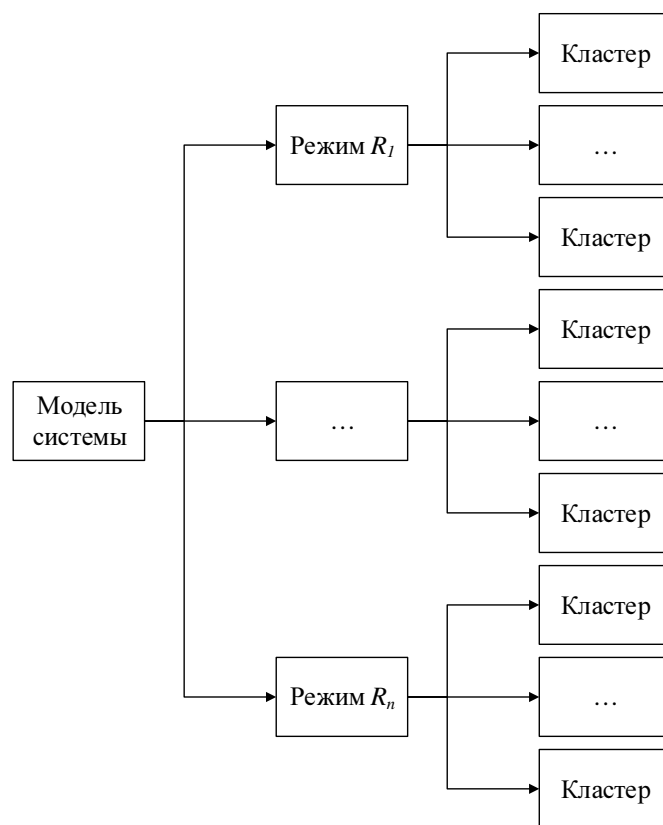 Кластер
Режим R₁
…
Кластер
Кластер
Модель
системы
…
…
Кластер
Кластер
Режим Rₙ
…
Кластер